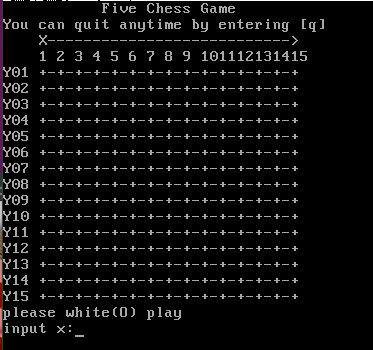 Five Chess Game
You can quit anytime by entering [q]
X--------------------------->
1 2 3 4 5 6 7 8 9 101112131415
Y01 +-+-+-+-+-+-+-+-+-+-+-+-+-+-+
Y02 +-+-+-+-+-+-+-+-+-+-+-+-+-+-+
Y03 +-+-+-+-+-+-+-+-+-+-+-+-+-+-+
Y04 +-+-+-+-+-+-+-+-+-+-+-+-+-+-+
Y05 +-+-+-+-+-+-+-+-+-+-+-+-+-+-+
Y06 +-+-+-+-+-+-+-+-+-+-+-+-+-+-+
Y07 +-+-+-+-+-+-+-+-+-+-+-+-+-+-+
Y08 +-+-+-+-+-+-+-+-+-+-+-+-+-+-+
Y09 +-+-+-+-+-+-+-+-+-+-+-+-+-+-+
Y10 +-+-+-+-+-+-+-+-+-+-+-+-+-+-+
Y11 +-+-+-+-+-+-+-+-+-+-+-+-+-+-+
Y12 +-+-+-+-+-+-+-+-+-+-+-+-+-+-+
Y13 +-+-+-+-+-+-+-+-+-+-+-+-+-+-+
Y14 +-+-+-+-+-+-+-+-+-+-+-+-+-+-+
Y15 +-+-+-+-+-+-+-+-+-+-+-+-+-+-+
please white(O) play
input x:_